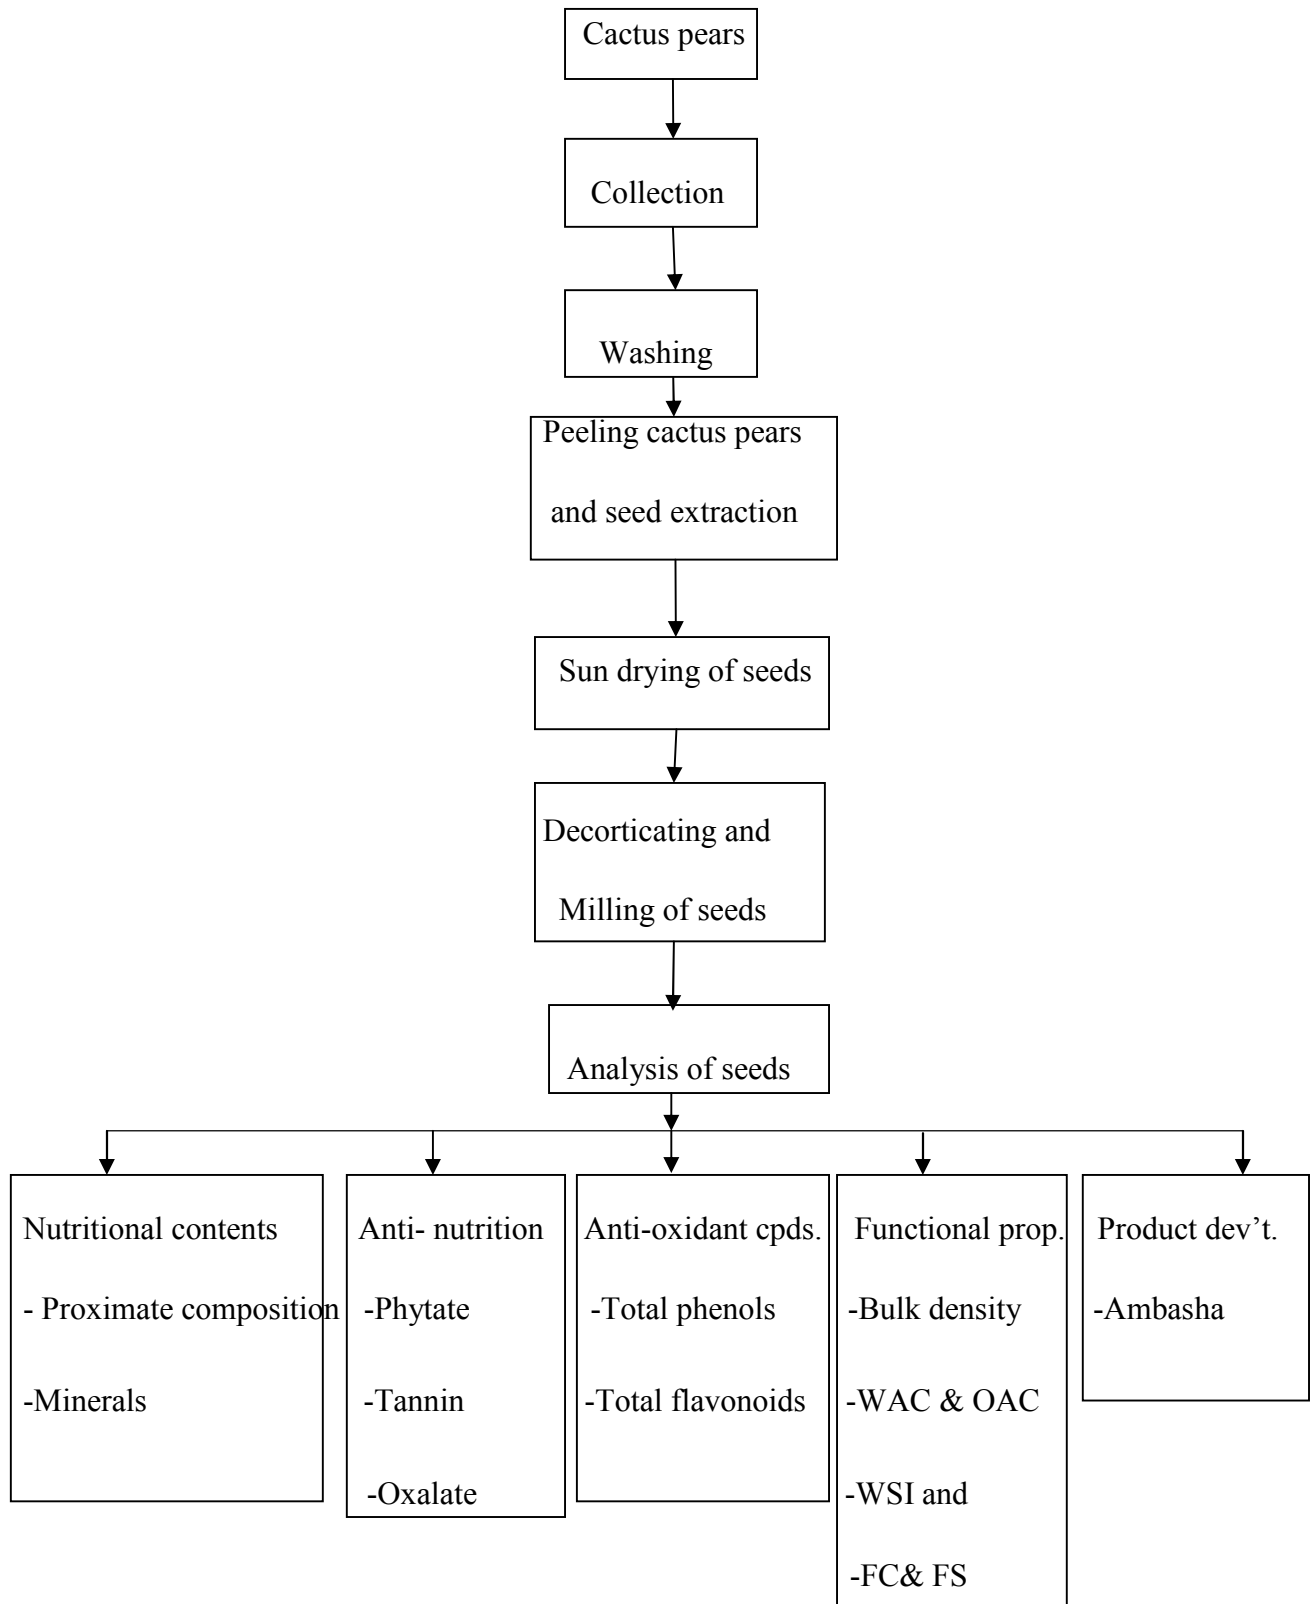 Cactus pears
Collection
Washing
Peeling cactus pears
and seed extraction
Sun drying of seeds
Decorticating and
Milling of seeds
Analysis of seeds
Nutritional contents
- Proximate composition
-Minerals
Anti- nutrition
-Phytate
-Tannin
-Oxalate
Anti-oxidant cpds.
-Total phenols
-Total flavonoids
Functional prop.
-Bulk density
-WAC & OAC
-WSI and
-FC& FS
Product dev’t.
-Ambasha